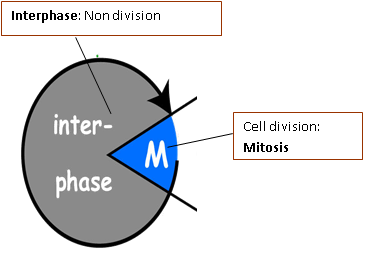 Interphase: Non division
inter-
phase
M
Cell division:
Mitosis